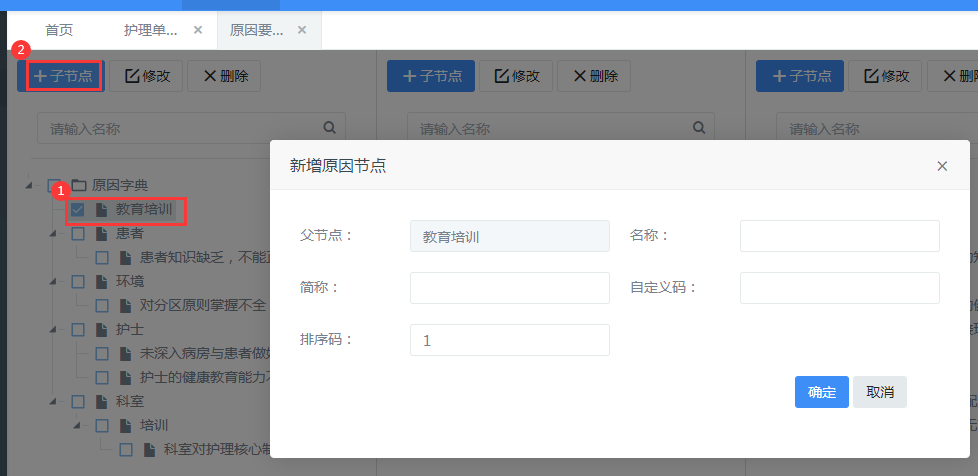 首页 护理单... × 原因要... ×
2
+子节点 修改 ×删除 +子节点 修改 ×删除 +子节点 修改 ×删
请输入名称 请输入名称 请输入名称
新增原因节点 ×
原因字典
1
教育培训
患者
患者知识缺乏，不能
环境
对分区原则掌握不全
护士
未深入病房与患者做
护士的健康教育能力
科室
培训
科室对护理核心
父节点： 教育培训 名称：
简称： 自定义码：
排序码： 1
确定 取消